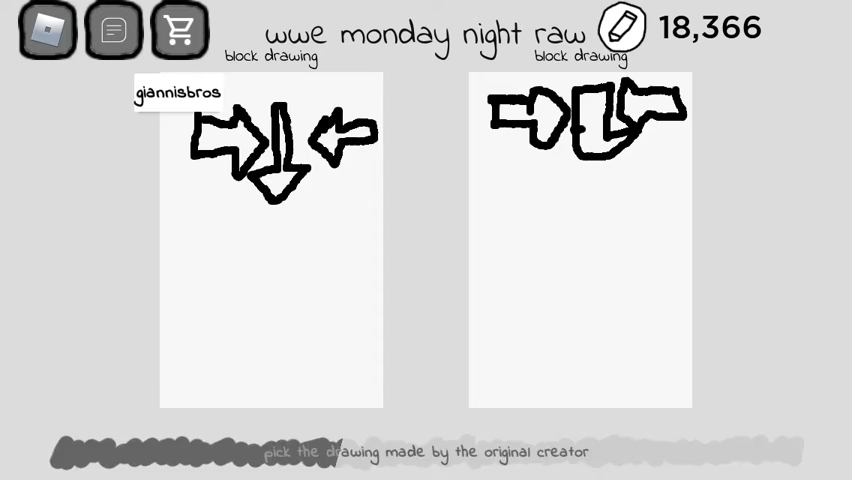 wwe monday night raw
18,366
block drawing
block drawing
giannisbros
pick the drawing made by the original creator